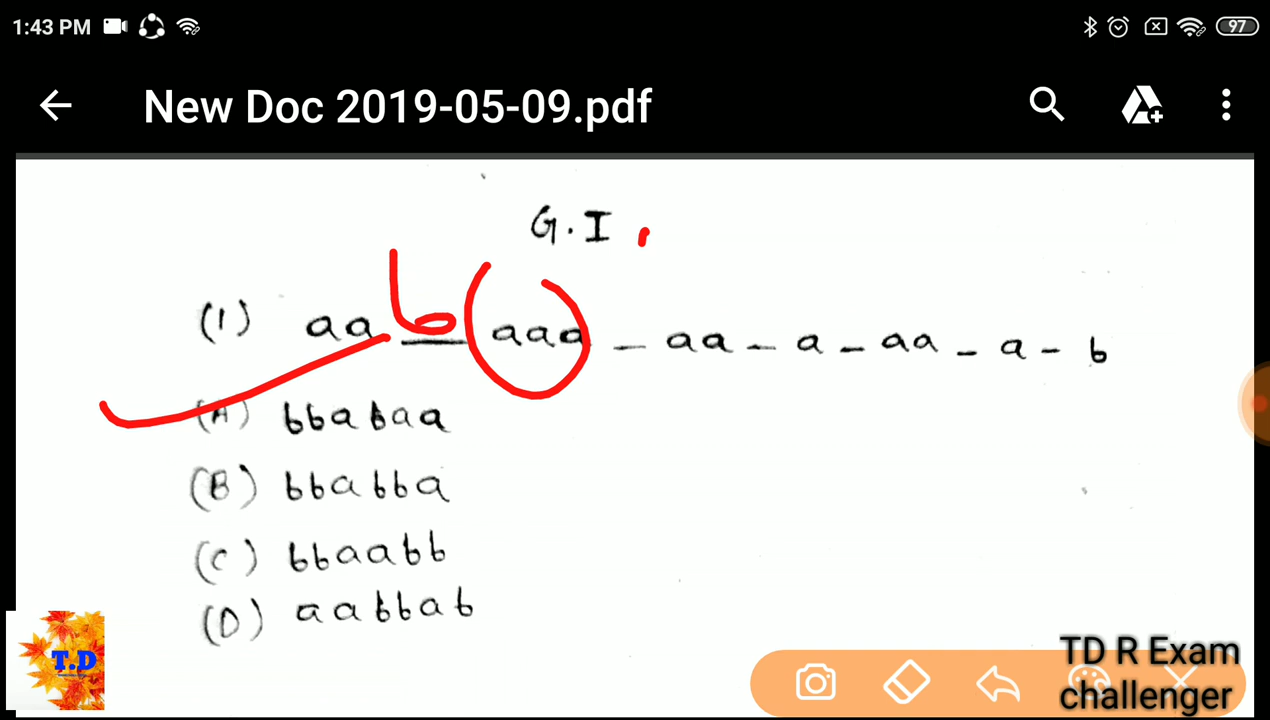 1:43 PM 97
New Doc 2019-05-09.pdf
G.I
(1) aa b aaa _ aa _ a _ aa _ a _ b
(A) bbabaa
(B) bbabba
(C) bbaabb
(D) aabbab
T.D
TD R Exam
challenger